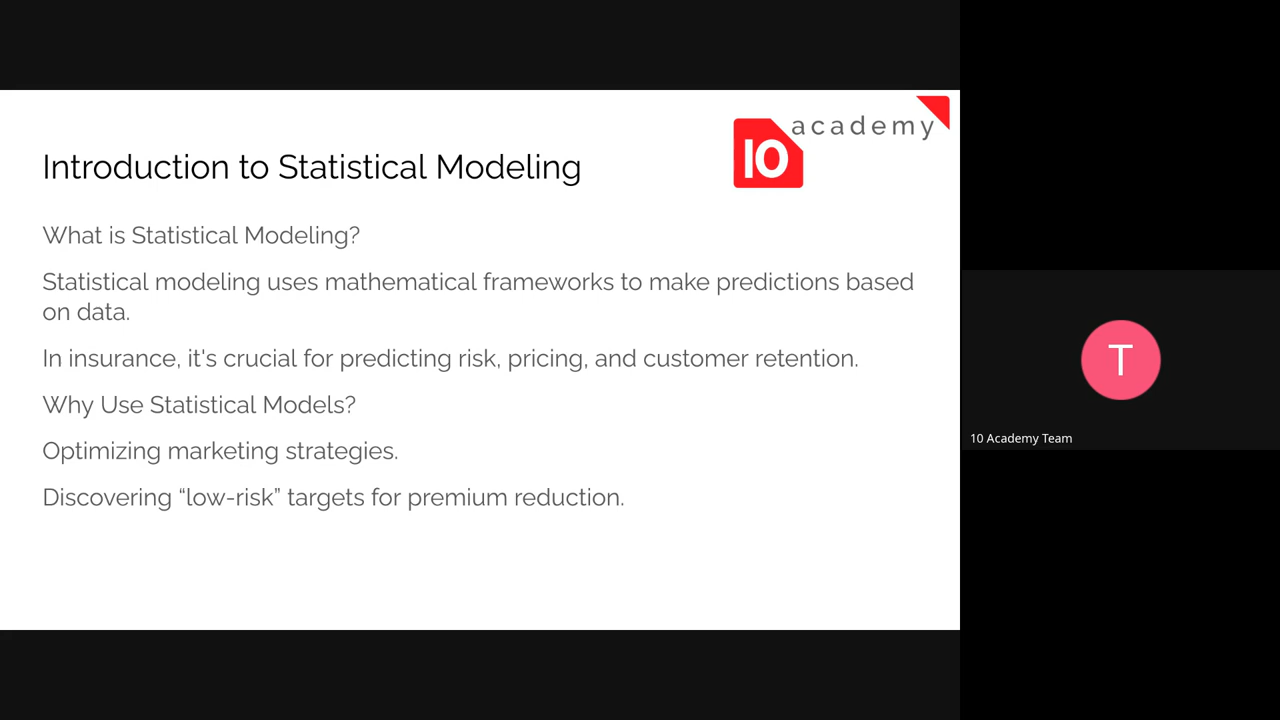 academy
10
Introduction to Statistical Modeling
What is Statistical Modeling?
Statistical modeling uses mathematical frameworks to make predictions based
on data.
In insurance, it's crucial for predicting risk, pricing, and customer retention.
Why Use Statistical Models?
Optimizing marketing strategies.
Discovering “low-risk” targets for premium reduction.
T
10 Academy Team